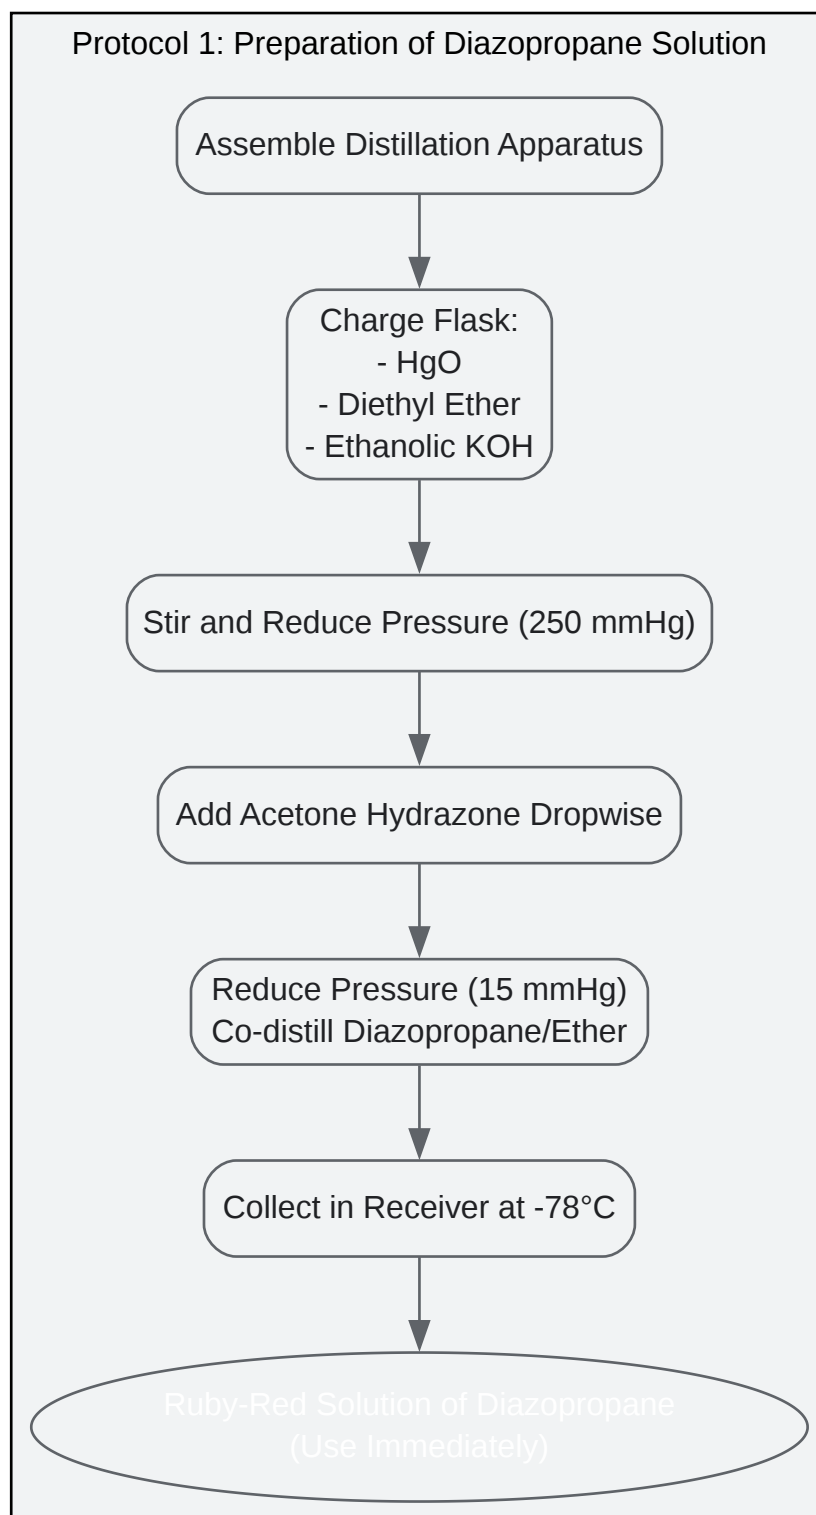 Protocol 1: Preparation of Diazopropane Solution
Assemble Distillation Apparatus
Charge Flask:
- HgO
- Diethyl Ether
- Ethanolic KOH
Stir and Reduce Pressure (250 mmHg)
Add Acetone Hydrazone Dropwise
Reduce Pressure (15 mmHg)
Co-distill Diazopropane/Ether
Collect in Receiver at -78°C
Ruby-Red Solution of Diazopropane
(Use Immediately)